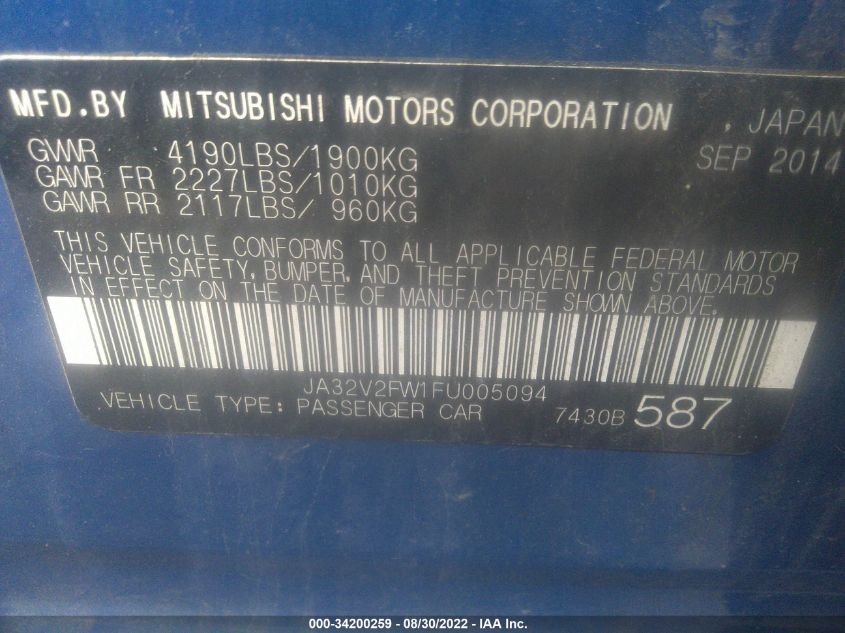 MFD.BY MITSUBISHI MOTORS CORPORATION , JAPAN
GVWR 4190LBS/1900KG SEP 2014
GAWR FR 2227LBS/1010KG
GAWR RR 2117LBS/ 960KG
THIS VEHICLE CONFORMS TO ALL APPLICABLE FEDERAL MOTOR
VEHICLE SAFETY, BUMPER, AND THEFT PREVENTION STANDARDS
IN EFFECT ON THE DATE OF MANUFACTURE SHOWN ABOVE.
JA32V2FW1FU005094
VEHICLE TYPE: PASSENGER CAR 7430B 587
000-34200259 - 08/30/2022 - IAA Inc.